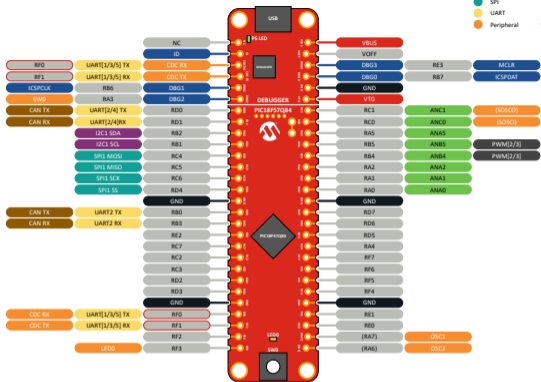 SPI
UART
Peripheral
USB
PS LED
NC VBUS
ID VOFF
RF0 UART[1/3/5] TX CDC RX DBG3 RE3 MCLR
RF1 UART[1/3/5] RX CDC TX DBG0 RB7 ICSPDAT
ICSPCLK RB6 DBG1 GND
SW0 RA3 DBG2 VTG
DEBUGGER
CAN TX UART[2/4] TX RD0 PIC18F57Q84 RC1 ANC1 (SOSCO)
CAN RX UART[2/4]RX RD1 RC0 ANC0 (SOSCI)
I2C1 SDA RB2 RA5 ANA5
I2C1 SCL RB1 RB5 ANB5 PWM[2/3]
SPI1 MOSI RC4 RB4 ANB4 PWM[2/3]
SPI1 MISO RC5 RA2 ANA2
SPI1 SCK RC6 RA1 ANA1
SPI1 SS RD4 RA0 ANA0
GND GND
CAN TX UART2 TX RB0 RD7
CAN RX UART2 RX RB3 RD6
RE2 PIC18F57Q84 RD5
RC7 RA4
RC2 RF7
RC3 RF6
RD2 RF5
RD3 RF4
GND GND
CDC RX UART[1/3/5] TX RF0 RE1
CDC TX UART[1/3/5] RX RF1 RE0
RF2 LED0 (RA7) OSC1
LED0 RF3 SW0 (RA6) OSC2